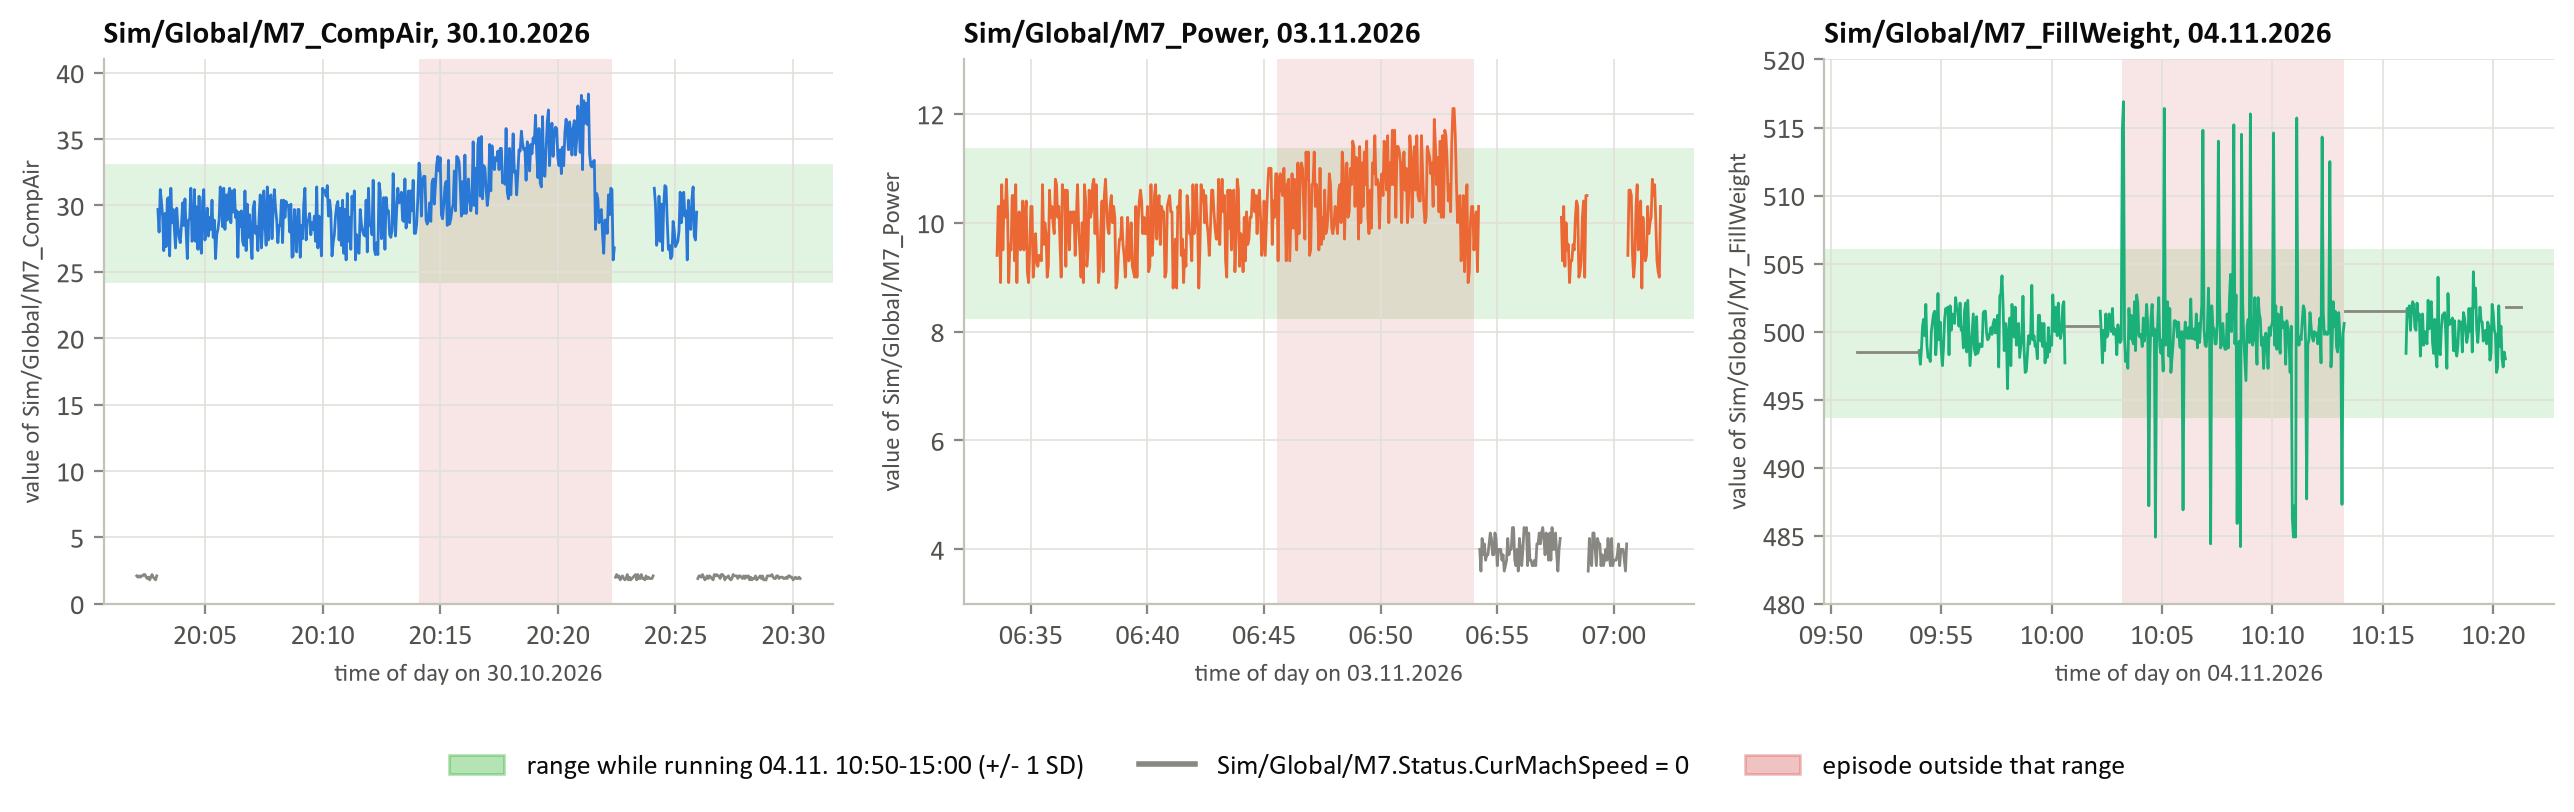 Sim/Global/M7_CompAir, 30.10.2026
value of Sim/Global/M7_CompAir
40
35
30
25
20
15
10
5
0
20:05 20:10 20:15 20:20 20:25 20:30
time of day on 30.10.2026
Sim/Global/M7_Power, 03.11.2026
value of Sim/Global/M7_Power
12
10
8
6
4
06:35 06:40 06:45 06:50 06:55 07:00
time of day on 03.11.2026
Sim/Global/M7_FillWeight, 04.11.2026
value of Sim/Global/M7_FillWeight
520
515
510
505
500
495
490
485
480
09:50 09:55 10:00 10:05 10:10 10:15 10:20
time of day on 04.11.2026
range while running 04.11. 10:50-15:00 (+/- 1 SD)
Sim/Global/M7.Status.CurMachSpeed = 0
episode outside that range